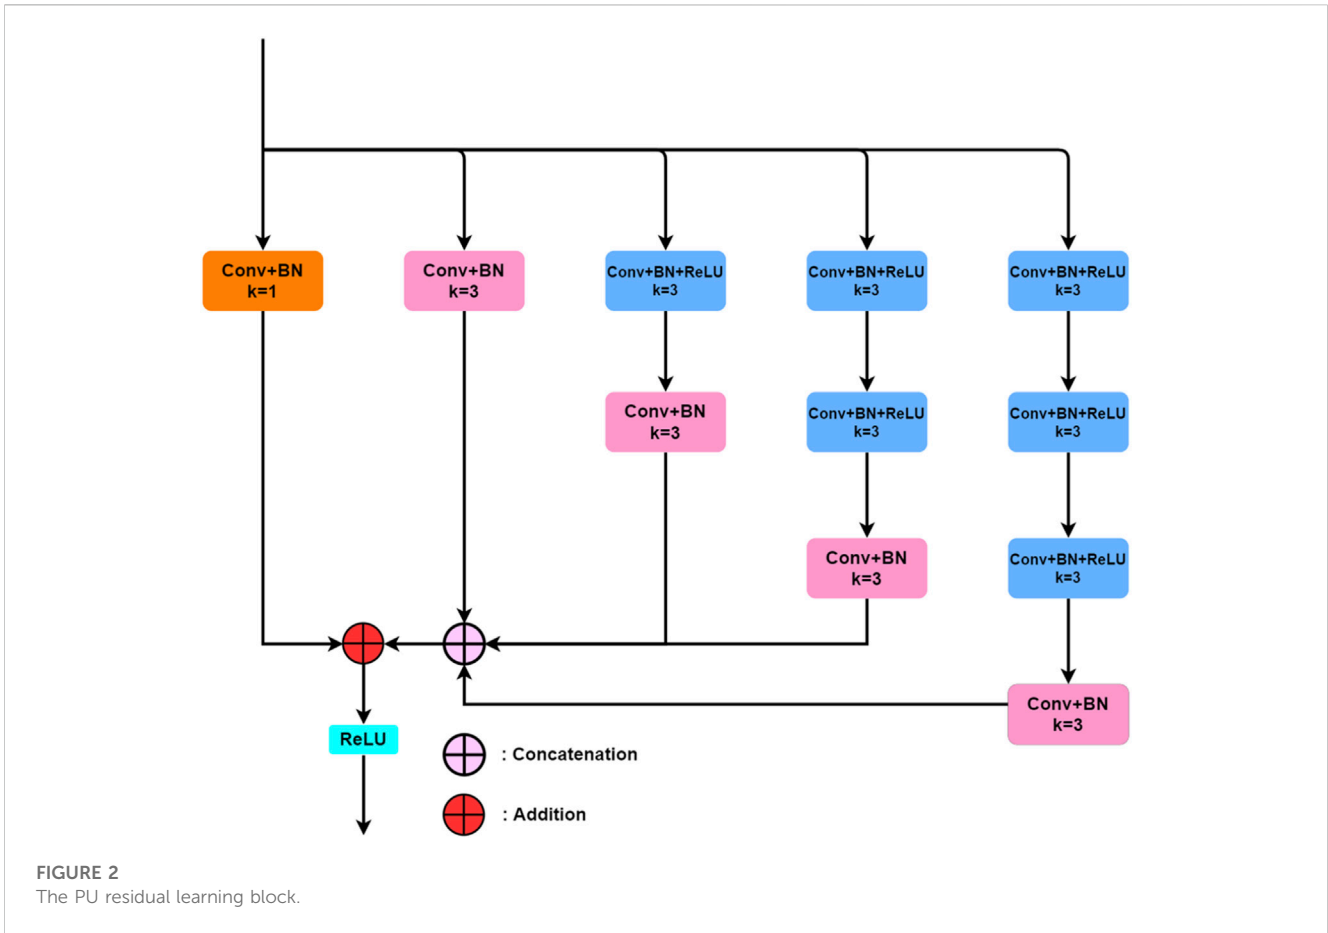 Conv+BN
k=1
Conv+BN
k=3
Conv+BN+ReLU
k=3
Conv+BN+ReLU
k=3
Conv+BN+ReLU
k=3
Conv+BN
k=3
Conv+BN+ReLU
k=3
Conv+BN+ReLU
k=3
Conv+BN
k=3
Conv+BN+ReLU
k=3
Conv+BN
k=3
ReLU
: Concatenation
: Addition
FIGURE 2
The PU residual learning block.